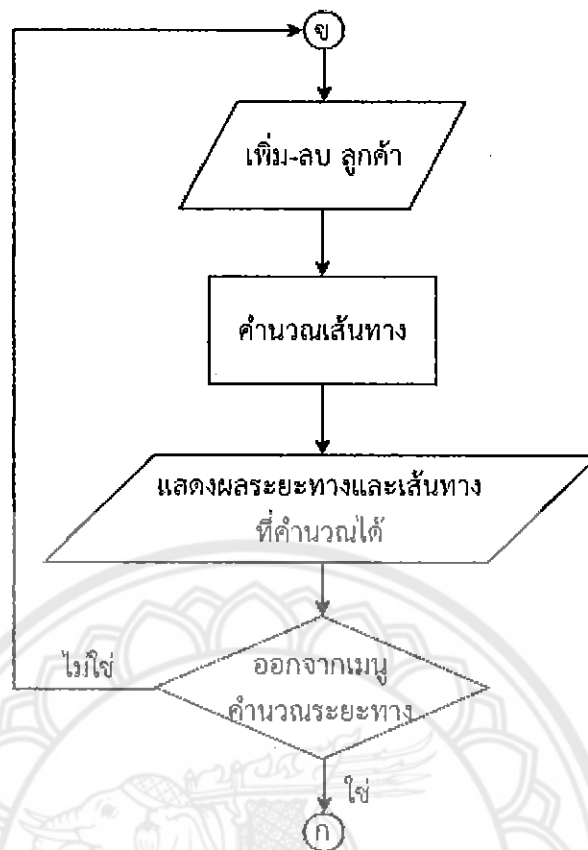 ข
เพิ่ม-ลบ ลูกค้า
คำนวณเส้นทาง
แสดงผลระยะทางและเส้นทาง
ที่คำนวณได้
ไม่ใช่
ออกจากเมนู
คำนวณระยะทาง
ใช่
ก